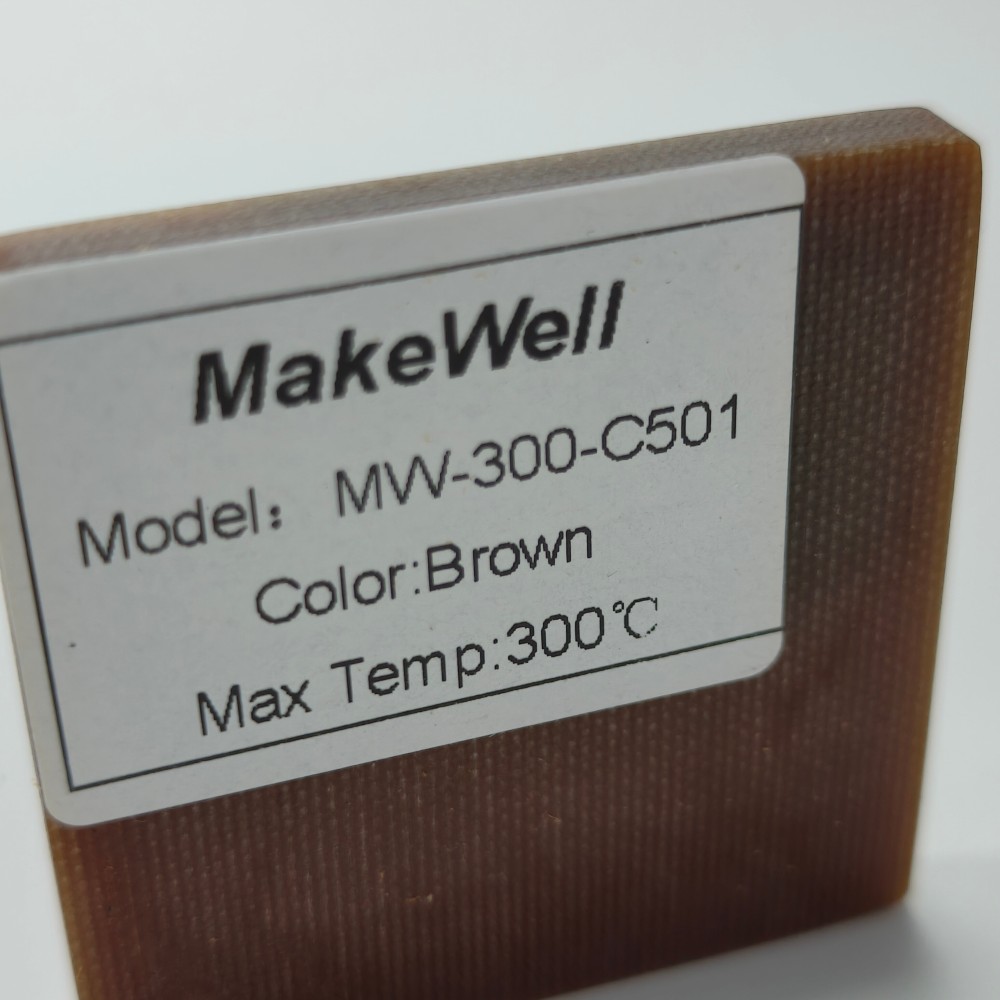 MakeWell
Model： MW-300-C501
Color:Brown
Max Temp:300℃